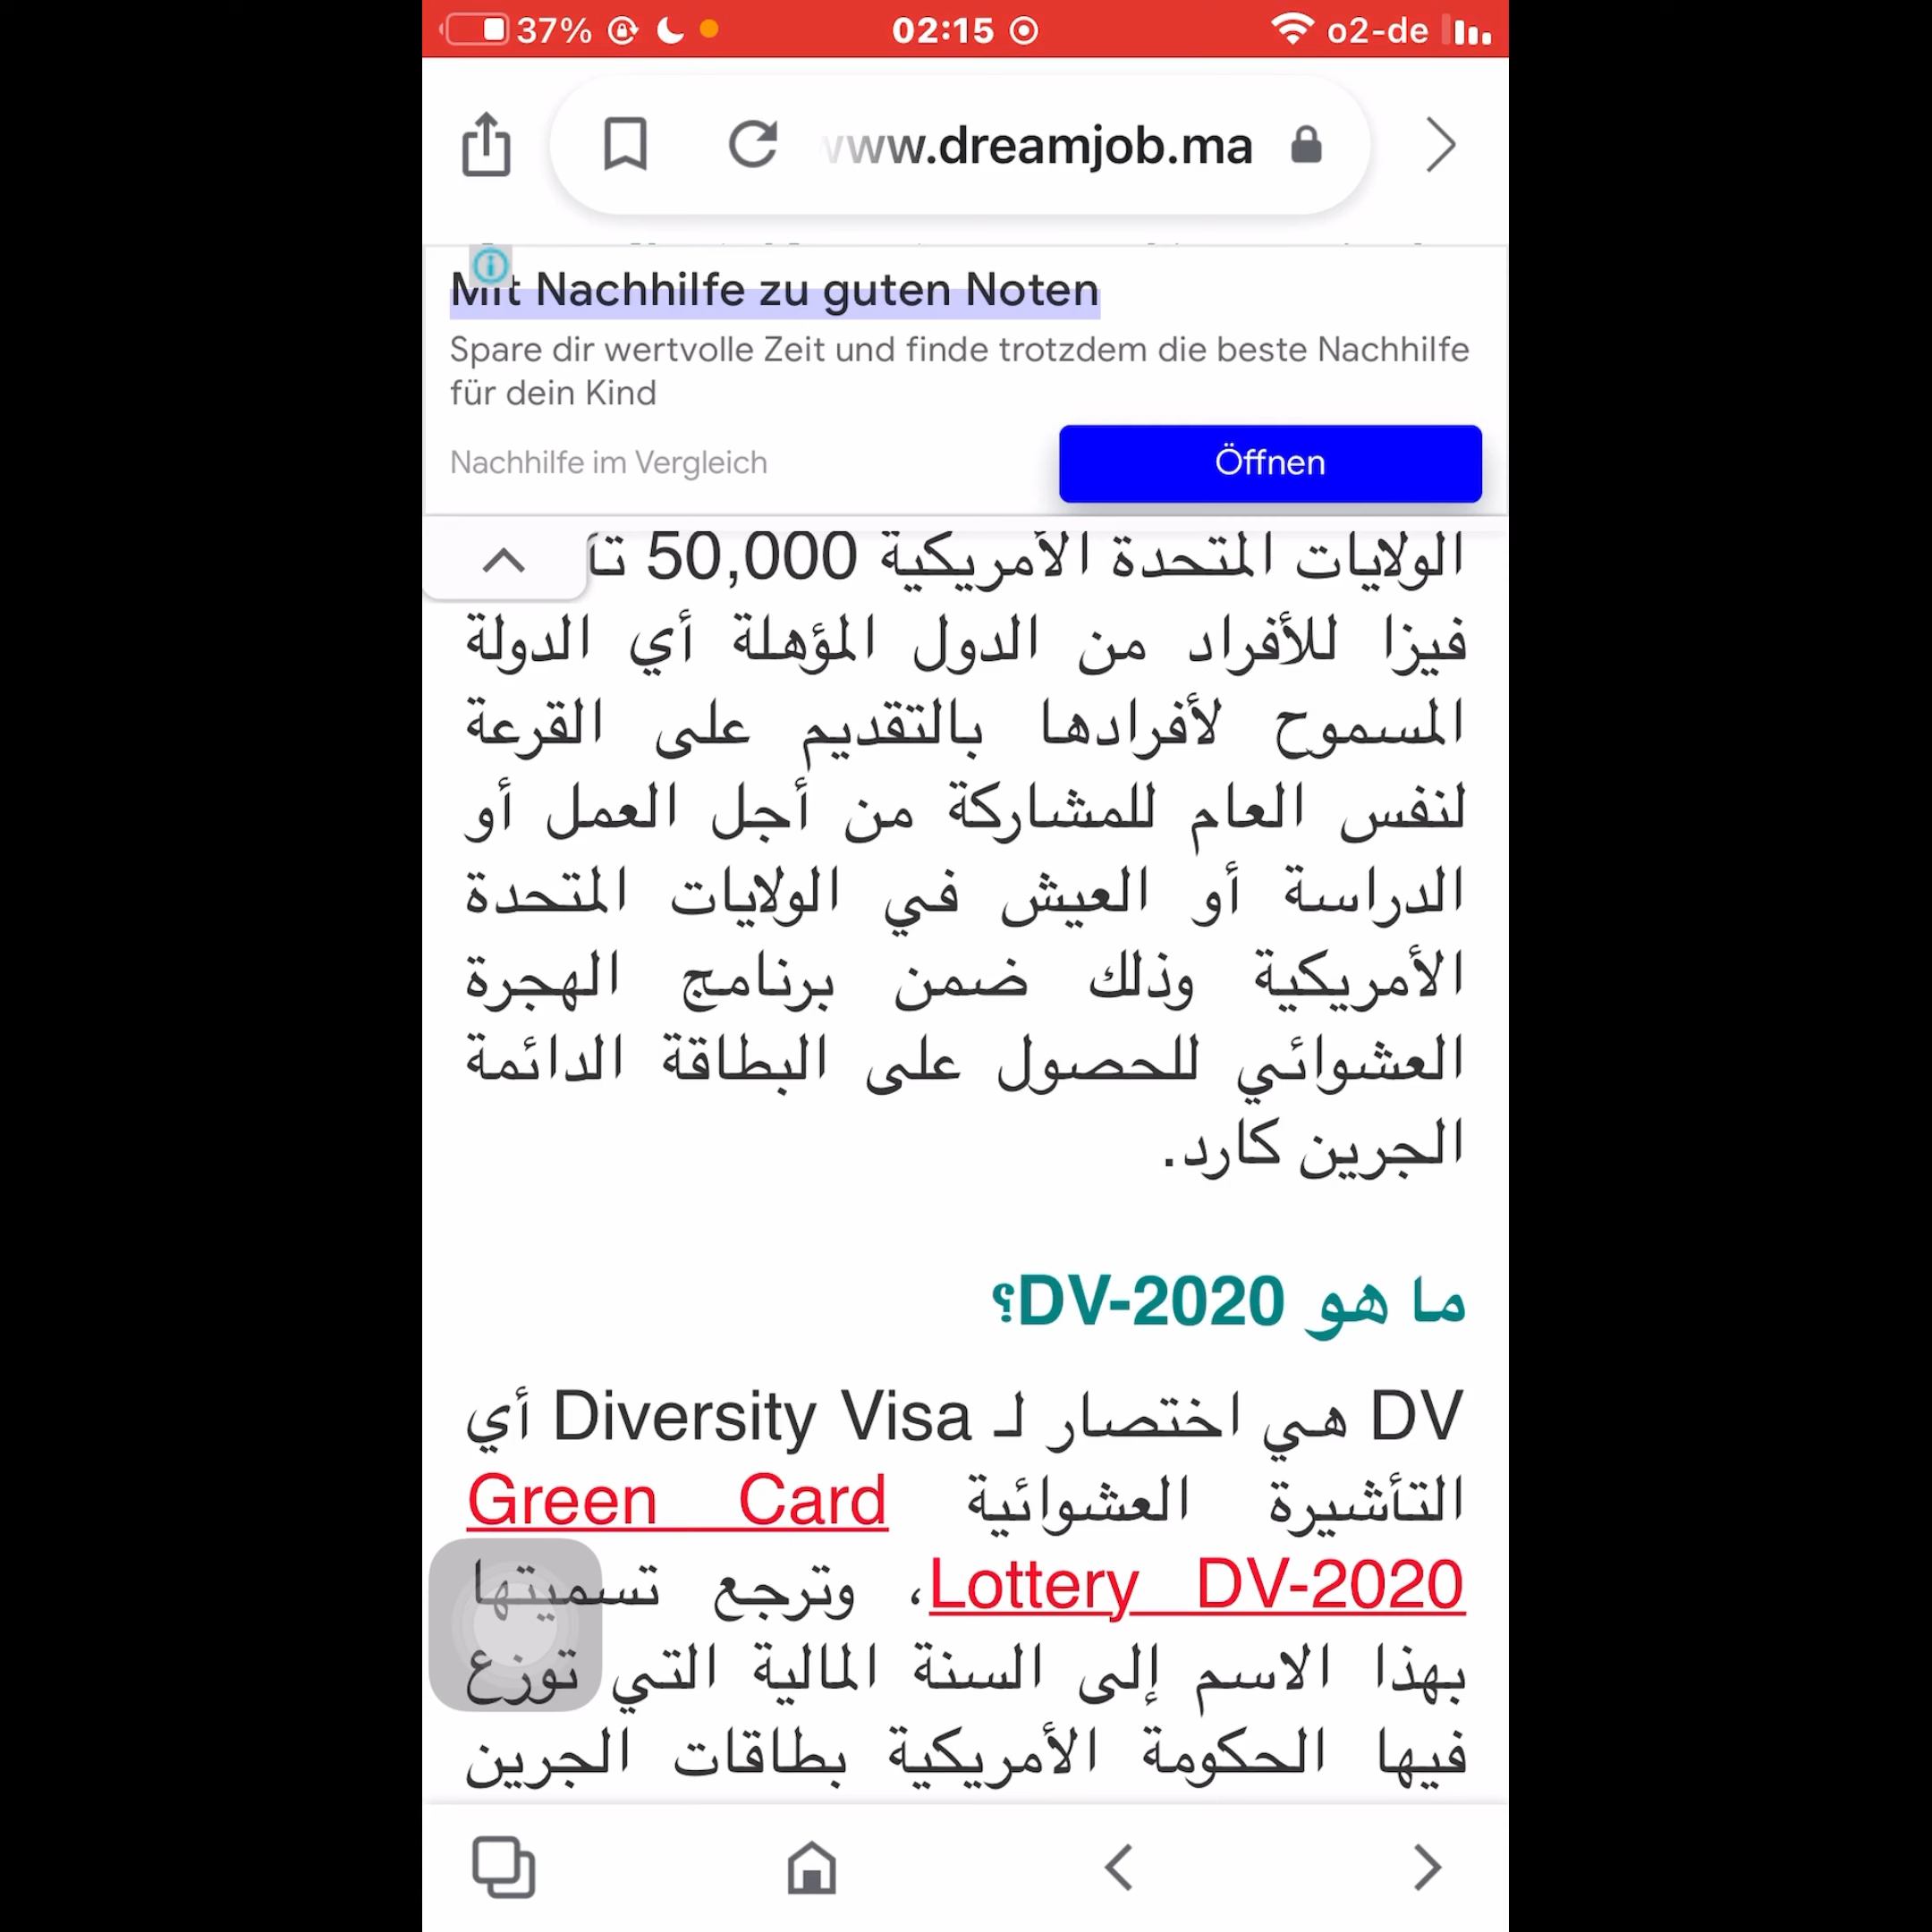 37%
02:15
o2-de
www.dreamjob.ma
Mit Nachhilfe zu guten Noten
Spare dir wertvolle Zeit und finde trotzdem die beste Nachhilfe
für dein Kind
Nachhilfe im Vergleich
Öffnen
الولايات المتحدة الأمريكية 50,000
فيزا للأفراد من الدول المؤهلة أي الدولة
المسموح لأفرادها بالتقديم على القرعة
لنفس العام للمشاركة من أجل العمل أو
الدراسة أو العيش في الولايات المتحدة
الأمريكية وذلك ضمن برنامج الهجرة
العشوائي للحصول على البطاقة الدائمة
الجرين كارد.
ما هو DV-2020؟
DV هي اختصار لـ Diversity Visa أي
التأشيرة العشوائية Green Card
Lottery DV-2020، وترجع تسميتها
بهذا الاسم إلى السنة المالية التي توزع
فيها الحكومة الأمريكية بطاقات الجرين